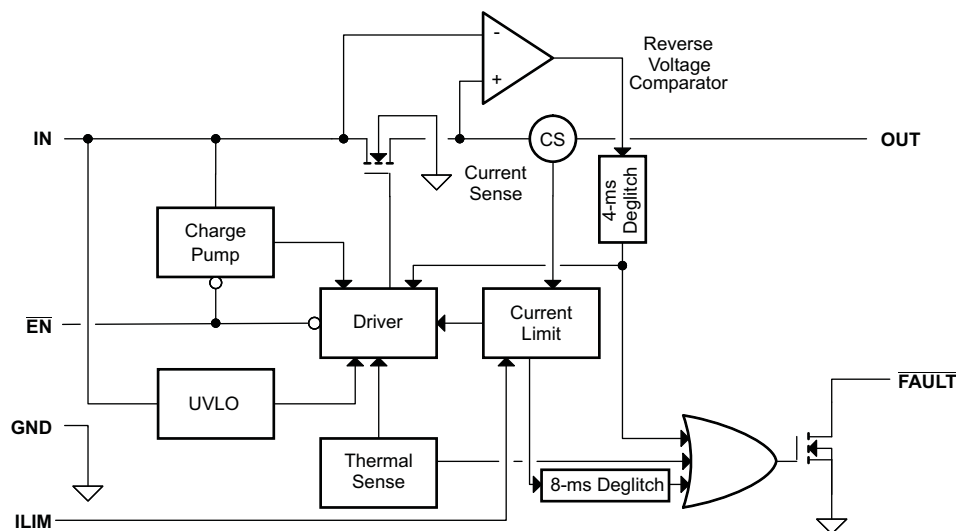 -
Reverse
Voltage
Comparator
+
IN
CS
OUT
Current
Sense
4-ms
Deglitch
Charge
Pump
EN
Driver
Current
Limit
FAULT
UVLO
GND
Thermal
Sense
8-ms Deglitch
ILIM